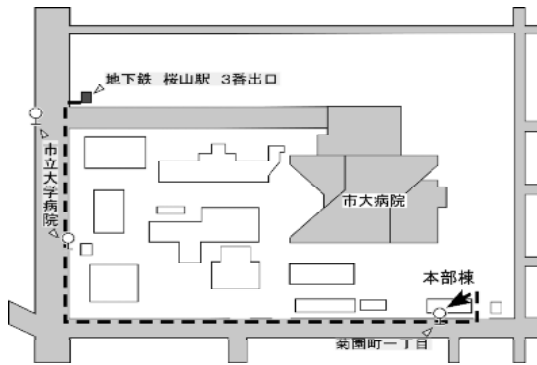 地下鉄 桜山駅 3番出口
市立大学病院
市大病院
本部棟
菊園町一丁目